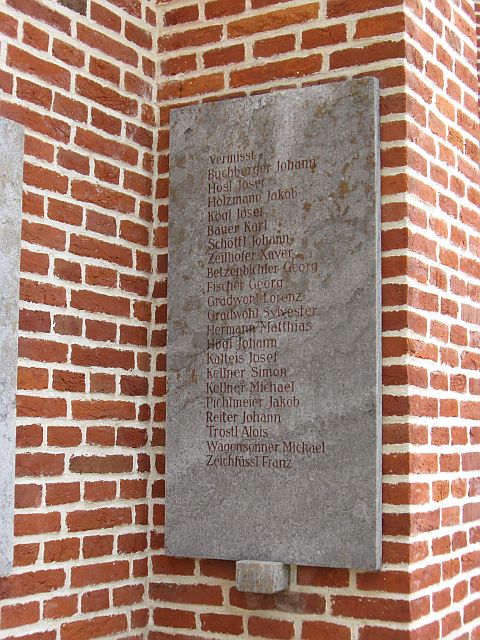 Vermisst
Buchberger Johann
Hösl Josef
Holzmann Jakob
Kögl Josef
Bauer Karl
Schöttl Johann
Zeilhofer Xaver
Betzenbichler Georg
Fischer Georg
Gradwohl Lorenz
Gradwohl Sylvester
Hermann Matthias
Högl Johann
Kalteis Josef
Kellner Simon
Kellner Michael
Pichlmeier Jakob
Reiter Johann
Trostl Alois
Wagensonner Michael
Zeichfüssl Franz